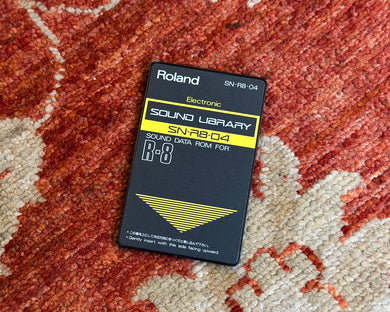 Roland SN-R8-04
Electronic
SOUND LIBRARY
SN-R8-04
SOUND DATA ROM FOR
R-8
• Gently insert with this side facing upward.